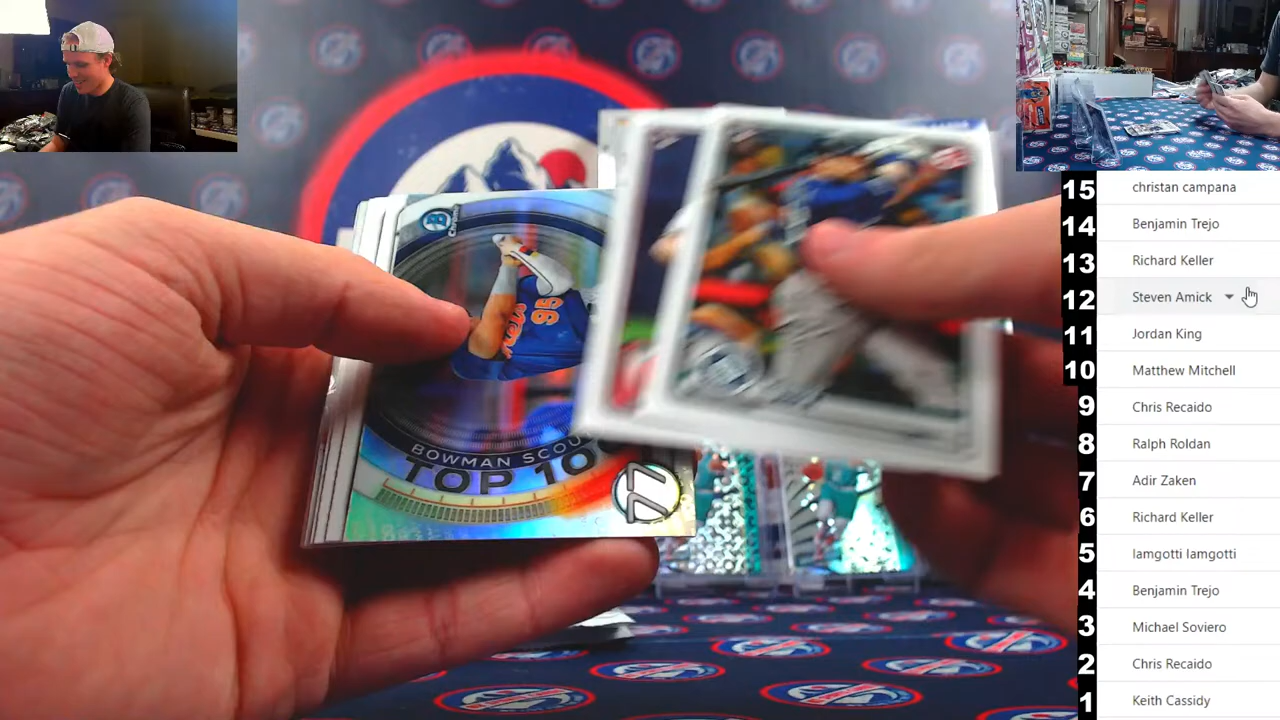 15 christan campana
14 Benjamin Trejo
13 Richard Keller
12 Steven Amick
11 Jordan King
10 Matthew Mitchell
9 Chris Recaido
8 Ralph Roldan
7 Adir Zaken
6 Richard Keller
5 Iamgotti Iamgotti
4 Benjamin Trejo
3 Michael Soviero
2 Chris Recaido
1 Keith Cassidy
95
BOWMAN SCOU
TOP 10
77